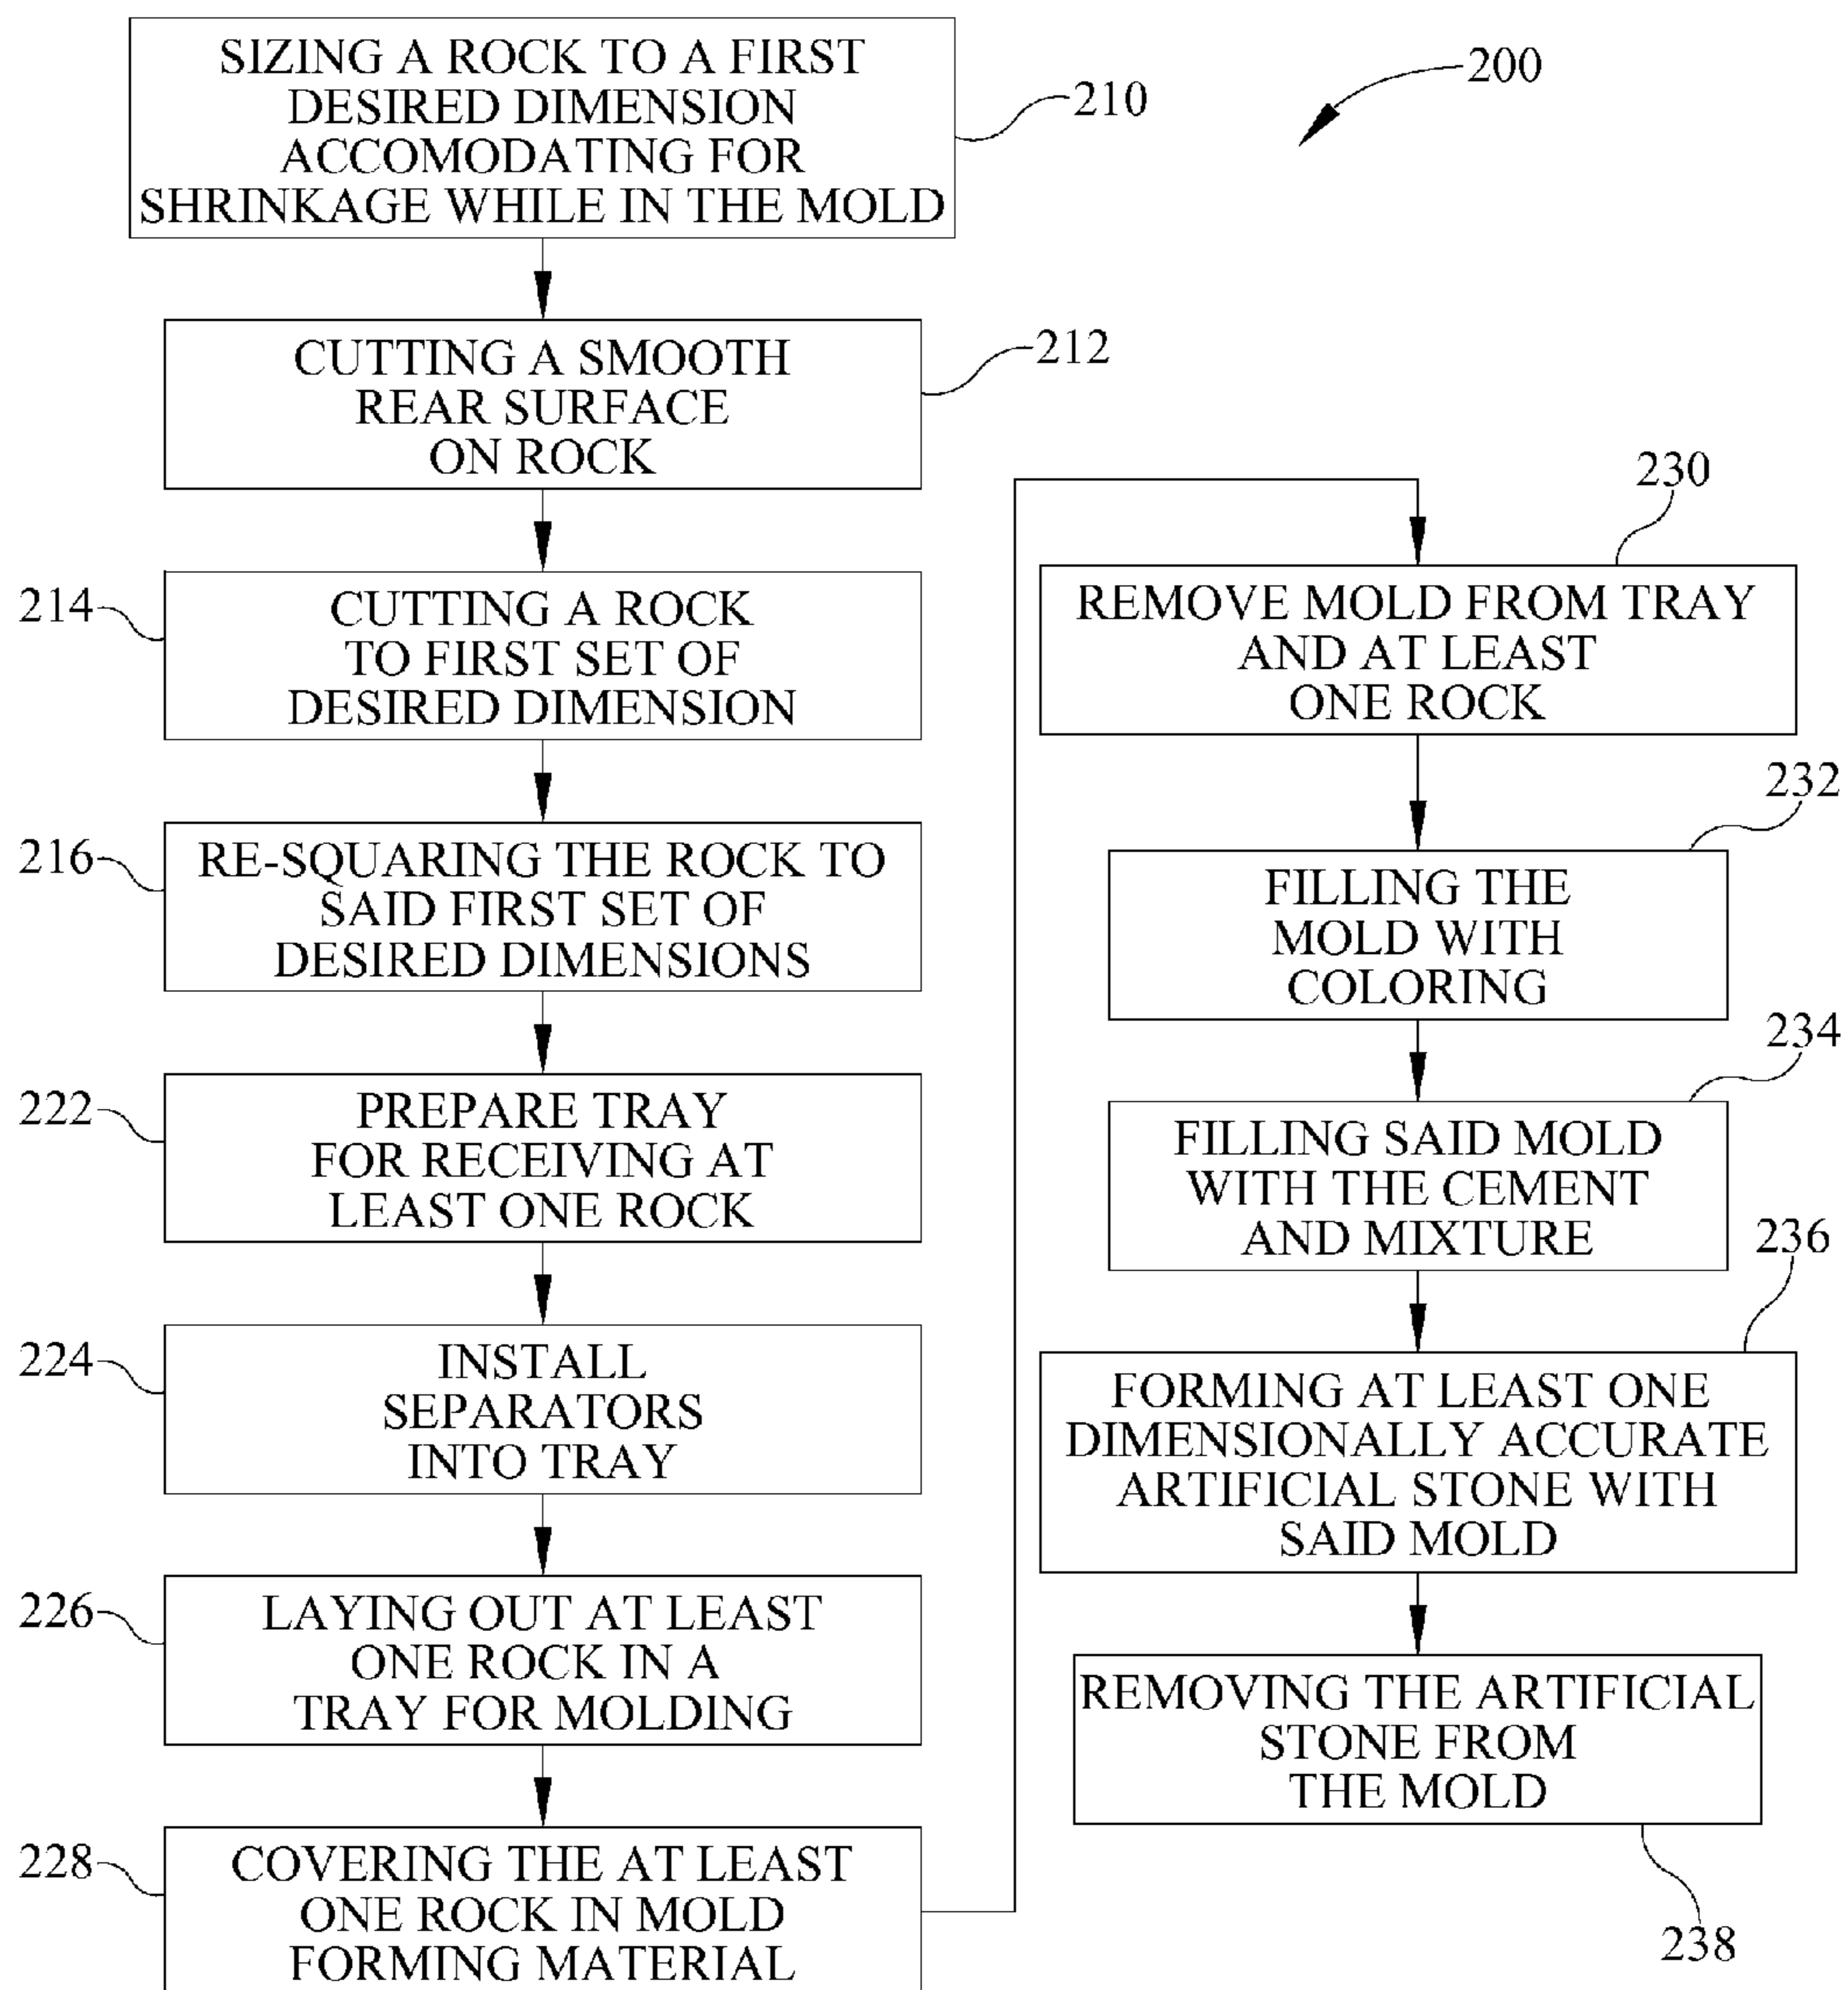 SIZING A ROCK TO A FIRST
DESIRED DIMENSION
ACCOMODATING FOR
SHRINKAGE WHILE IN THE MOLD
210
200
CUTTING A SMOOTH
REAR SURFACE
ON ROCK
212
214
CUTTING A ROCK
TO FIRST SET OF
DESIRED DIMENSION
216
RE-SQUARING THE ROCK TO
SAID FIRST SET OF
DESIRED DIMENSIONS
222
PREPARE TRAY
FOR RECEIVING AT
LEAST ONE ROCK
224
INSTALL
SEPARATORS
INTO TRAY
226
LAYING OUT AT LEAST
ONE ROCK IN A
TRAY FOR MOLDING
228
COVERING THE AT LEAST
ONE ROCK IN MOLD
FORMING MATERIAL
230
REMOVE MOLD FROM TRAY
AND AT LEAST
ONE ROCK
232
FILLING THE
MOLD WITH
COLORING
234
FILLING SAID MOLD
WITH THE CEMENT
AND MIXTURE
236
FORMING AT LEAST ONE
DIMENSIONALLY ACCURATE
ARTIFICIAL STONE WITH
SAID MOLD
REMOVING THE ARTIFICIAL
STONE FROM
THE MOLD
238